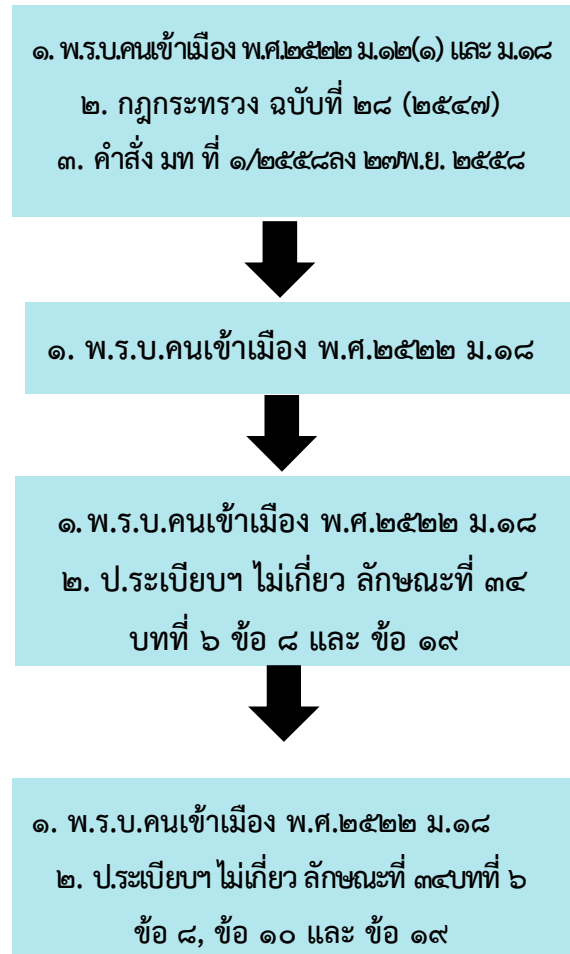 ๑. พ.ร.บ.คนเข้าเมือง พ.ศ.๒๕๒๒ ม.๑๒(๑) และ ม.๑๘
๒. กฎกระทรวง ฉบับที่ ๒๘ (๒๕๔๗)
๓. คำสั่ง มท ที่ ๑/๒๕๕๘ลง ๒๗พ.ย. ๒๕๕๘
๑. พ.ร.บ.คนเข้าเมือง พ.ศ.๒๕๒๒ ม.๑๘
๑. พ.ร.บ.คนเข้าเมือง พ.ศ.๒๕๒๒ ม.๑๘
๒. ป.ระเบียบฯ ไม่เกี่ยว ลักษณะที่ ๓๔
บทที่ ๖ ข้อ ๘ และ ข้อ ๑๙
๑. พ.ร.บ.คนเข้าเมือง พ.ศ.๒๕๒๒ ม.๑๘
๒. ป.ระเบียบฯ ไม่เกี่ยว ลักษณะที่ ๓๔บทที่ ๖
ข้อ ๘, ข้อ ๑๐ และ ข้อ ๑๙